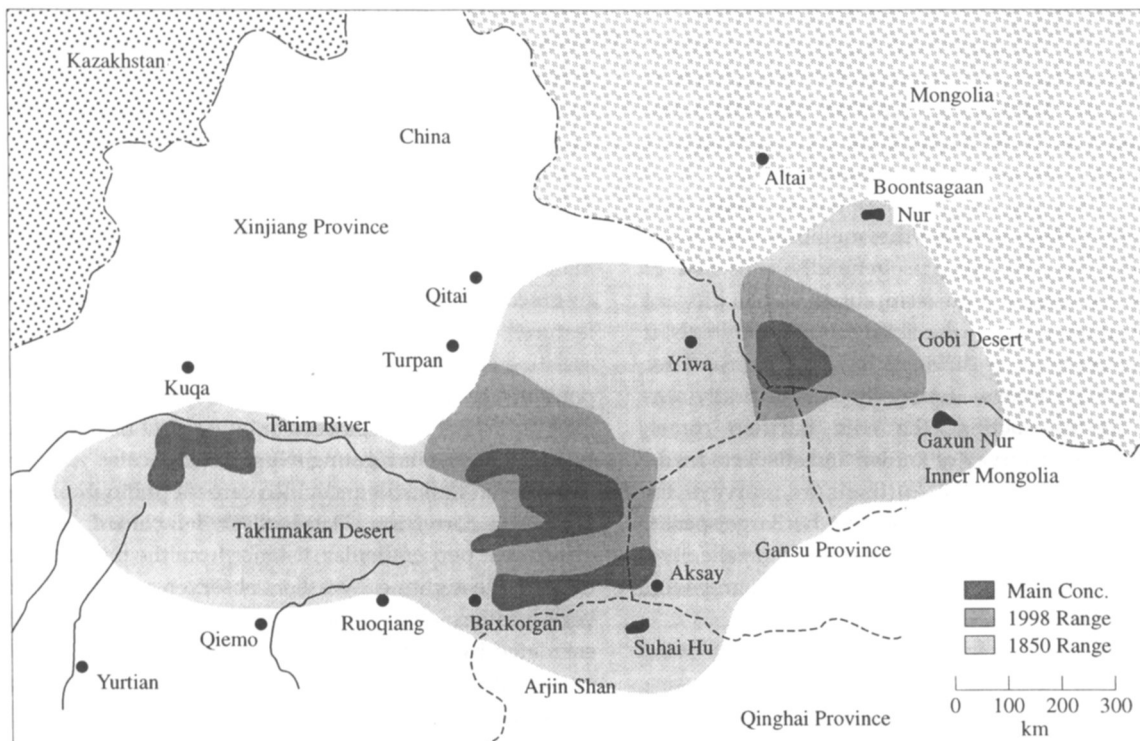 Kazakhstan
Mongolia
China
Altai
Boontsagaan
Nur
Xinjiang Province
Qitai
Turpan
Yiwa
Gobi Desert
Kuqa
Tarim River
Gaxun Nur
Inner Mongolia
Taklimakan Desert
Gansu Province
Aksay
Main Conc.
1998 Range
1850 Range
Qiemo
Ruoqiang
Baxkorgan
Suhai Hu
Yurtian
Arjin Shan
Qinghai Province
0 100 200 300
km